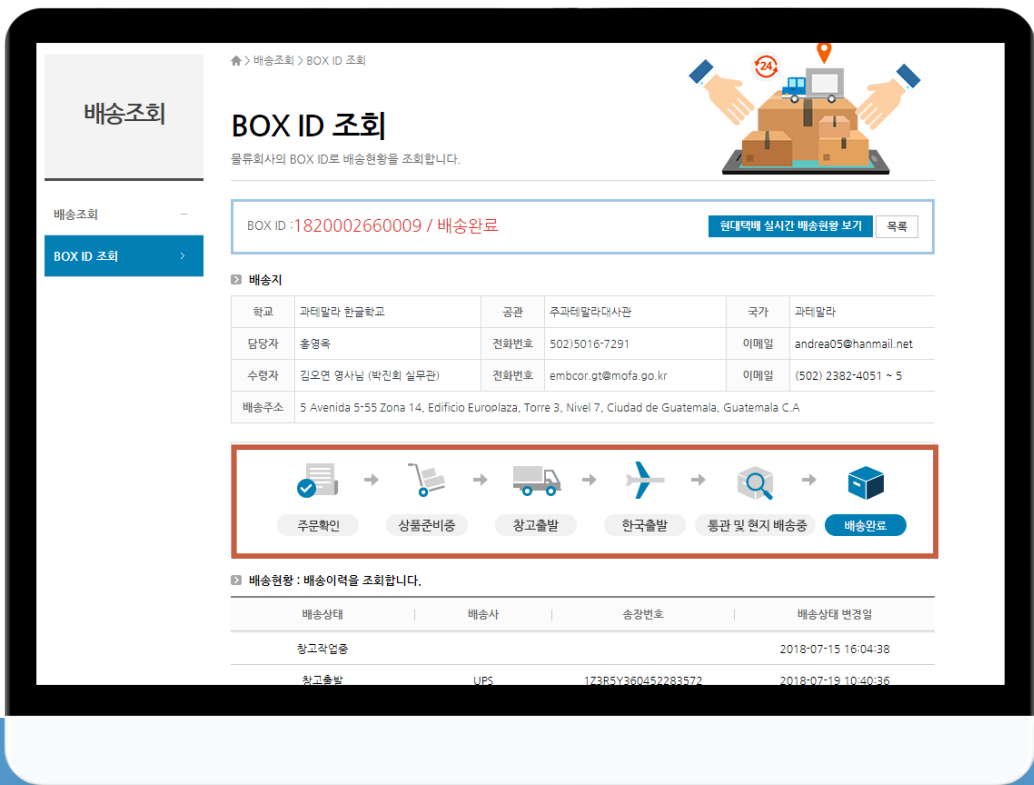 배송조회
배송조회
BOX ID 조회
> 배송조회 > BOX ID 조회
BOX ID 조회
물류회사의 BOX ID로 배송현황을 조회합니다.
24
BOX ID : 1820002660009 / 배송완료
현대택배 실시간 배송현황 보기 목록
배송지
학교 과테말라 한글학교 공관 주과테말라대사관 국가 과테말라
담당자 홍영옥 전화번호 502)5016-7291 이메일 andrea05@hanmail.net
수령자 김오연 영사님 (박진희 실무관) 전화번호 embcor.gt@mofa.go.kr 이메일 (502) 2382-4051 ~ 5
배송주소 5 Avenida 5-55 Zona 14, Edificio Europlaza, Torre 3, Nivel 7, Ciudad de Guatemala, Guatemala C.A
주문확인 상품준비중 창고출발 한국출발 통관 및 현지 배송중 배송완료
배송현황 : 배송이력을 조회합니다.
배송상태 배송사 송장번호 배송상태 변경일
창고작업중 2018-07-15 16:04:38
창고출발 UPS 1Z3R5Y360452283572 2018-07-19 10:40:36